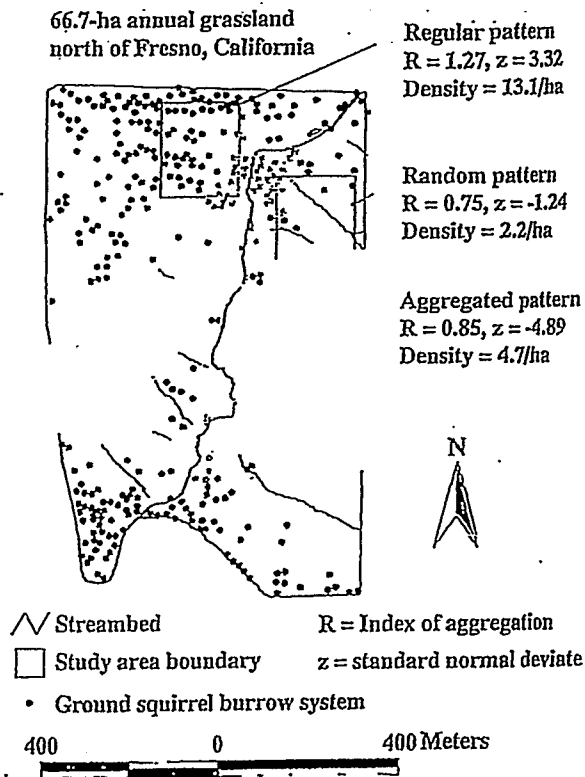 66.7-ha annual grassland
north of Fresno, California
Regular pattern
R = 1.27, z = 3.32
Density = 13.1/ha
Random pattern
R = 0.75, z = -1.24
Density = 2.2/ha
Aggregated pattern
R = 0.85, z = -4.89
Density = 4.7/ha
N
Streambed
R = Index of aggregation
Study area boundary
z = standard normal deviate
Ground squirrel burrow system
400 0 400 Meters